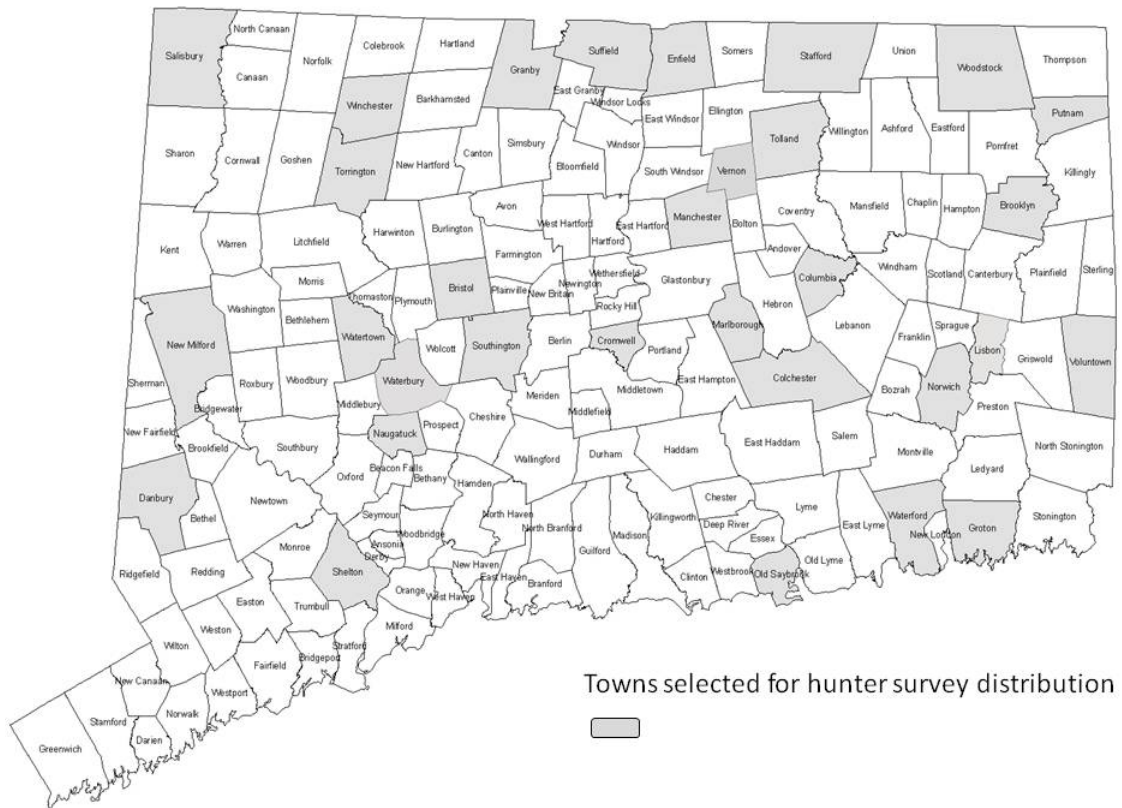 North Canaan
Salisbury
Canaan
Norfolk
Colebrook
Hartland
Granby
Suffield
Enfield
Somers
Stafford
Union
Woodstock
Thompson
Winchester
Barkhamsted
East Granby
Windsor Locks
East Windsor
Ellington
Tolland
Willington
Ashford
Eastford
Putnam
Pomfret
Killingly
Sharon
Cornwall
Goshen
Torrington
New Hartford
Canton
Simsbury
Bloomfield
Windsor
South Windsor
Vernon
Mansfield
Chaplin
Hampton
Brooklyn
Kent
Warren
Litchfield
Harwinton
Burlington
Avon
Farmington
West Hartford
Hartford
East Hartford
Manchester
Bolton
Coventry
Andover
Columbia
Windham
Scotland
Canterbury
Plainfield
Sterling
Morris
Washington
Bethlehem
Thomaston
Plymouth
Bristol
Plainville
New Britain
Newington
Wethersfield
Rocky Hill
Glastonbury
Hebron
Marlborough
Lebanon
Franklin
Sprague
Lisbon
Griswold
Voluntown
New Milford
Watertown
Wolcott
Southington
Berlin
Cromwell
Portland
East Hampton
Colchester
Bozrah
Norwich
Preston
Sherman
Bridgewater
Roxbury
Woodbury
Middlebury
Waterbury
Naugatuck
Prospect
Cheshire
Meriden
Middlefield
Middletown
New Fairfield
Brookfield
Southbury
Oxford
Beacon Falls
Bethany
Hamden
Wallingford
Durham
Haddam
East Haddam
Salem
Montville
Ledyard
North Stonington
Danbury
Bethel
Newtown
Seymour
Ansonia
Derby
Woodbridge
North Haven
North Branford
Guilford
Madison
Killingworth
Chester
Deep River
Essex
Lyme
East Lyme
Waterford
New London
Groton
Stonington
Ridgefield
Redding
Monroe
Shelton
Orange
New Haven
West Haven
East Haven
Branford
Clinton
Westbrook
Old Saybrook
Old Lyme
Wilton
Weston
Easton
Trumbull
Stratford
Milford
Bridgeport
Fairfield
Westport
Norwalk
New Canaan
Darien
Stamford
Greenwich
Towns selected for hunter survey distribution